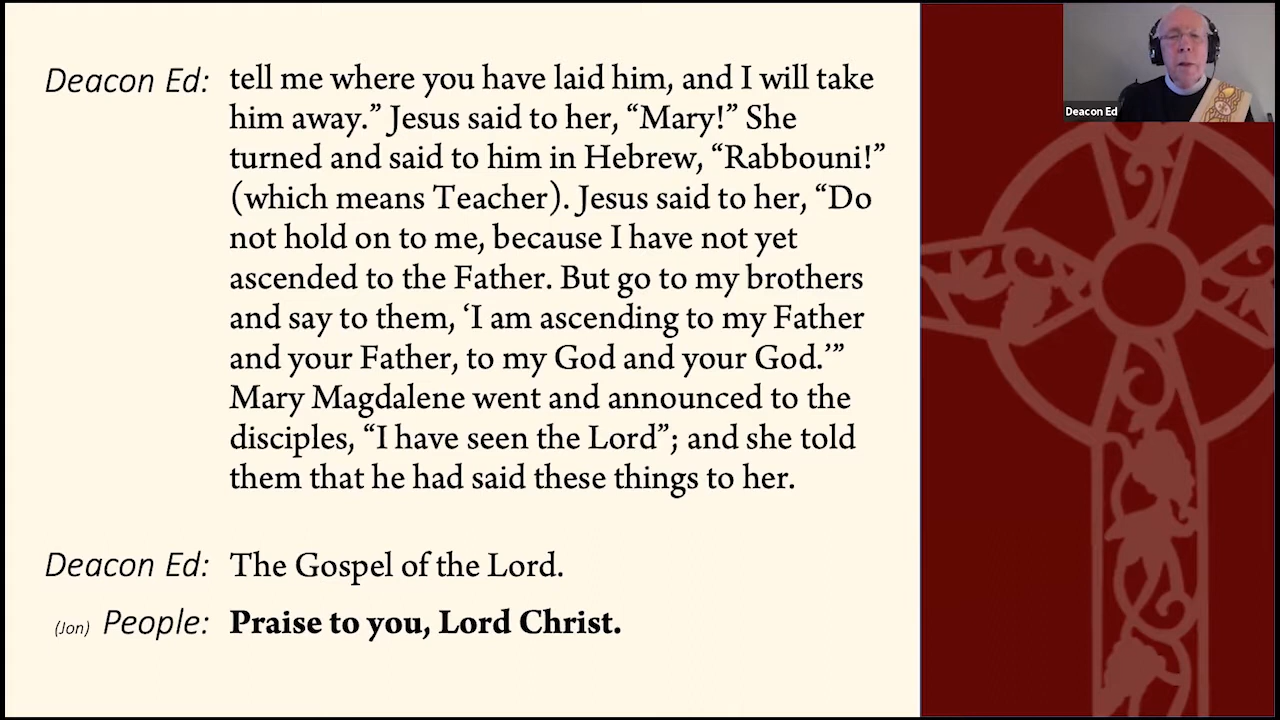 Deacon Ed: tell me where you have laid him, and I will take
him away.” Jesus said to her, “Mary!” She
turned and said to him in Hebrew, “Rabbouni!”
(which means Teacher). Jesus said to her, “Do
not hold on to me, because I have not yet
ascended to the Father. But go to my brothers
and say to them, ‘I am ascending to my Father
and your Father, to my God and your God.’”
Mary Magdalene went and announced to the
disciples, “I have seen the Lord”; and she told
them that he had said these things to her.
Deacon Ed: The Gospel of the Lord.
(Jon) People: Praise to you, Lord Christ.
Deacon Ed